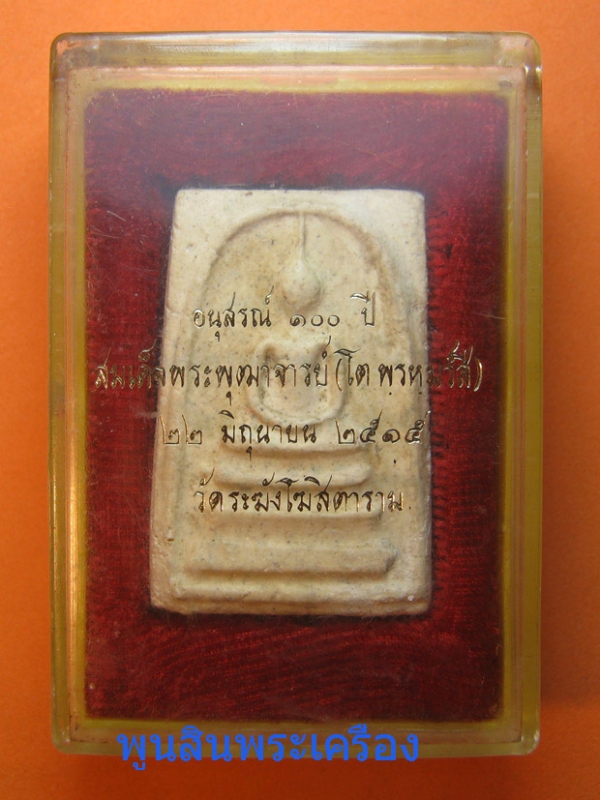 อนุสรณ์ ๑๐๐ ปี
สมเด็จพระพุฒาจารย์ (โต พรหมรังสี)
๒๒ มิถุนายน ๒๕๑๕
วัดระฆังโฆสิตาราม
พูนสินพระเครื่อง